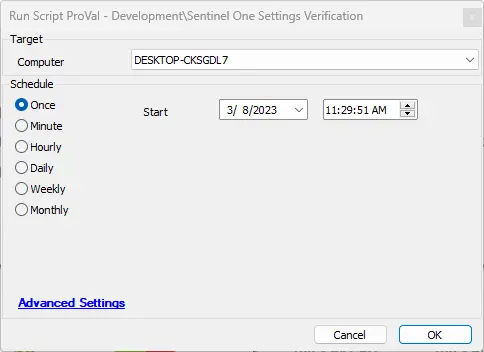 Run Script ProVal - Development\Sentinel One Settings Verification
Target
Computer DESKTOP-CKSGDL7
Schedule
Once Start 3/ 8/2023 11:29:51 AM
Minute
Hourly
Daily
Weekly
Monthly
Advanced Settings
Cancel OK